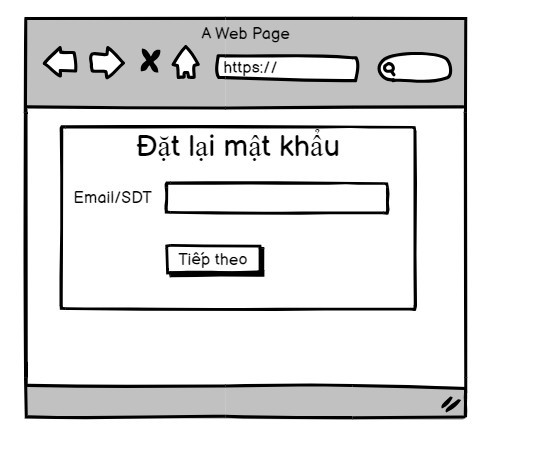 A Web Page
https://
Đặt lại mật khẩu
Email/SDT
Tiếp theo